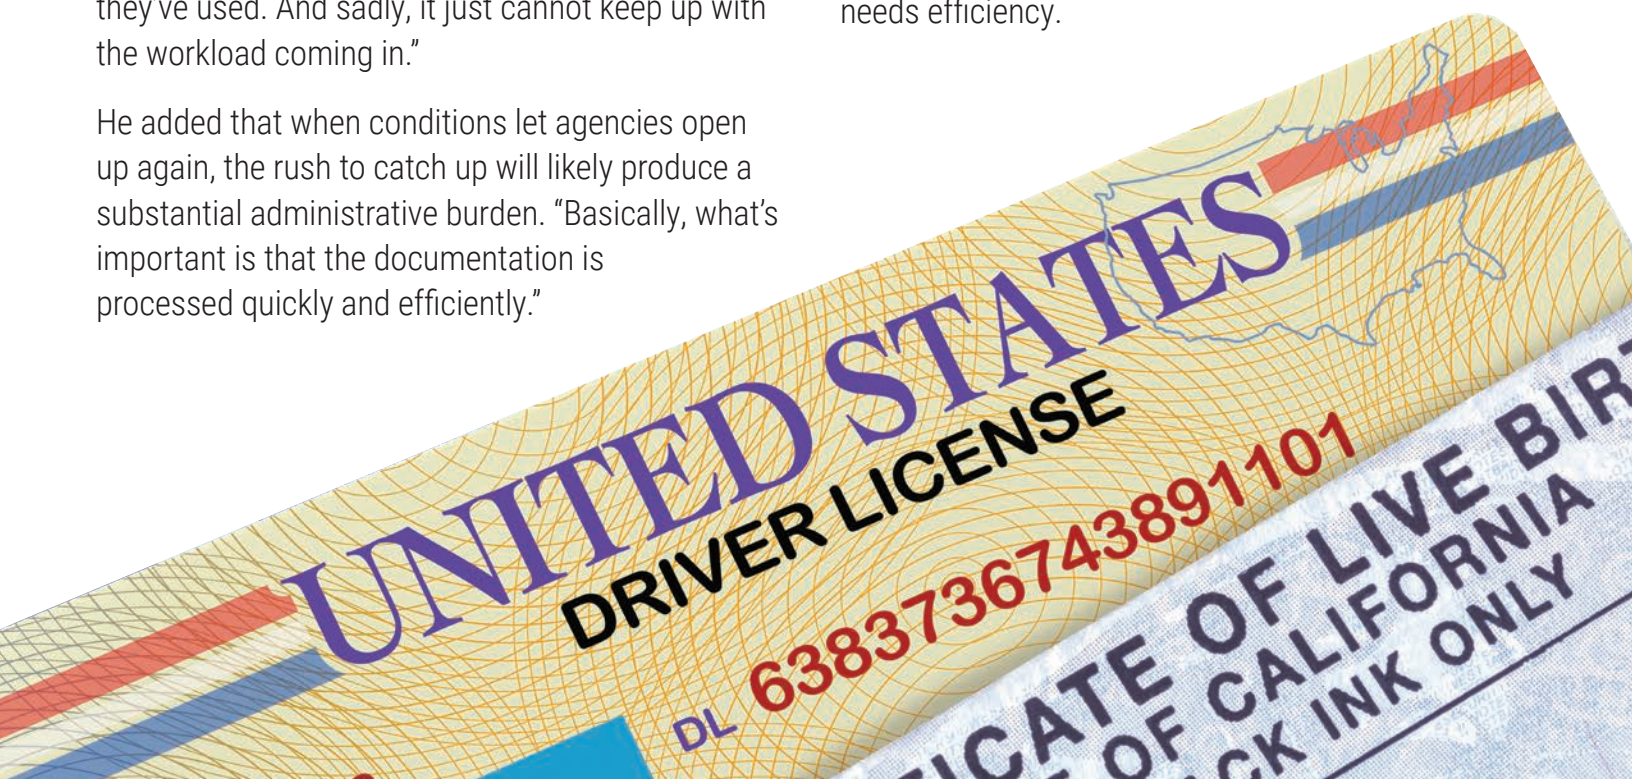 they've used. And sadly, it just cannot keep up with
the workload coming in.”
He added that when conditions let agencies open
up again, the rush to catch up will likely produce a
substantial administrative burden. “Basically, what's
important is that the documentation is
processed quickly and efficiently.”
needs efficiency.
UNITED STATES
DRIVER LICENSE
DL 6383736743891101
OF LIVE
OF CALIFORNIA
INK ONLY